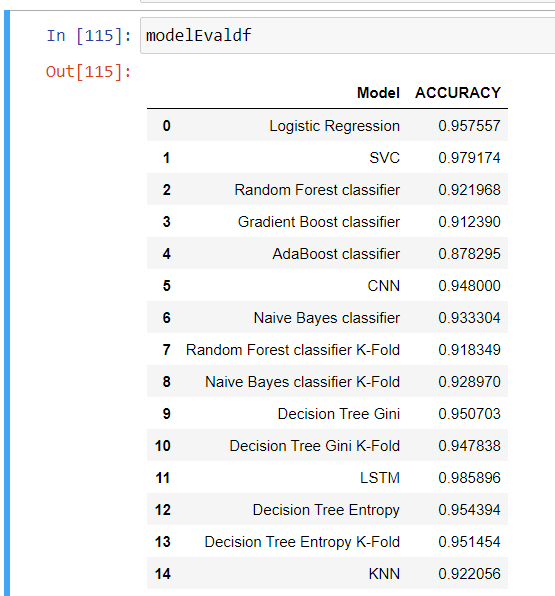 In [115]: modelEvaldf
Out[115]:
Model ACCURACY
0 Logistic Regression 0.957557
1 SVC 0.979174
2 Random Forest classifier 0.921968
3 Gradient Boost classifier 0.912390
4 AdaBoost classifier 0.878295
5 CNN 0.948000
6 Naive Bayes classifier 0.933304
7 Random Forest classifier K-Fold 0.918349
8 Naive Bayes classifier K-Fold 0.928970
9 Decision Tree Gini 0.950703
10 Decision Tree Gini K-Fold 0.947838
11 LSTM 0.985896
12 Decision Tree Entropy 0.954394
13 Decision Tree Entropy K-Fold 0.951454
14 KNN 0.922056